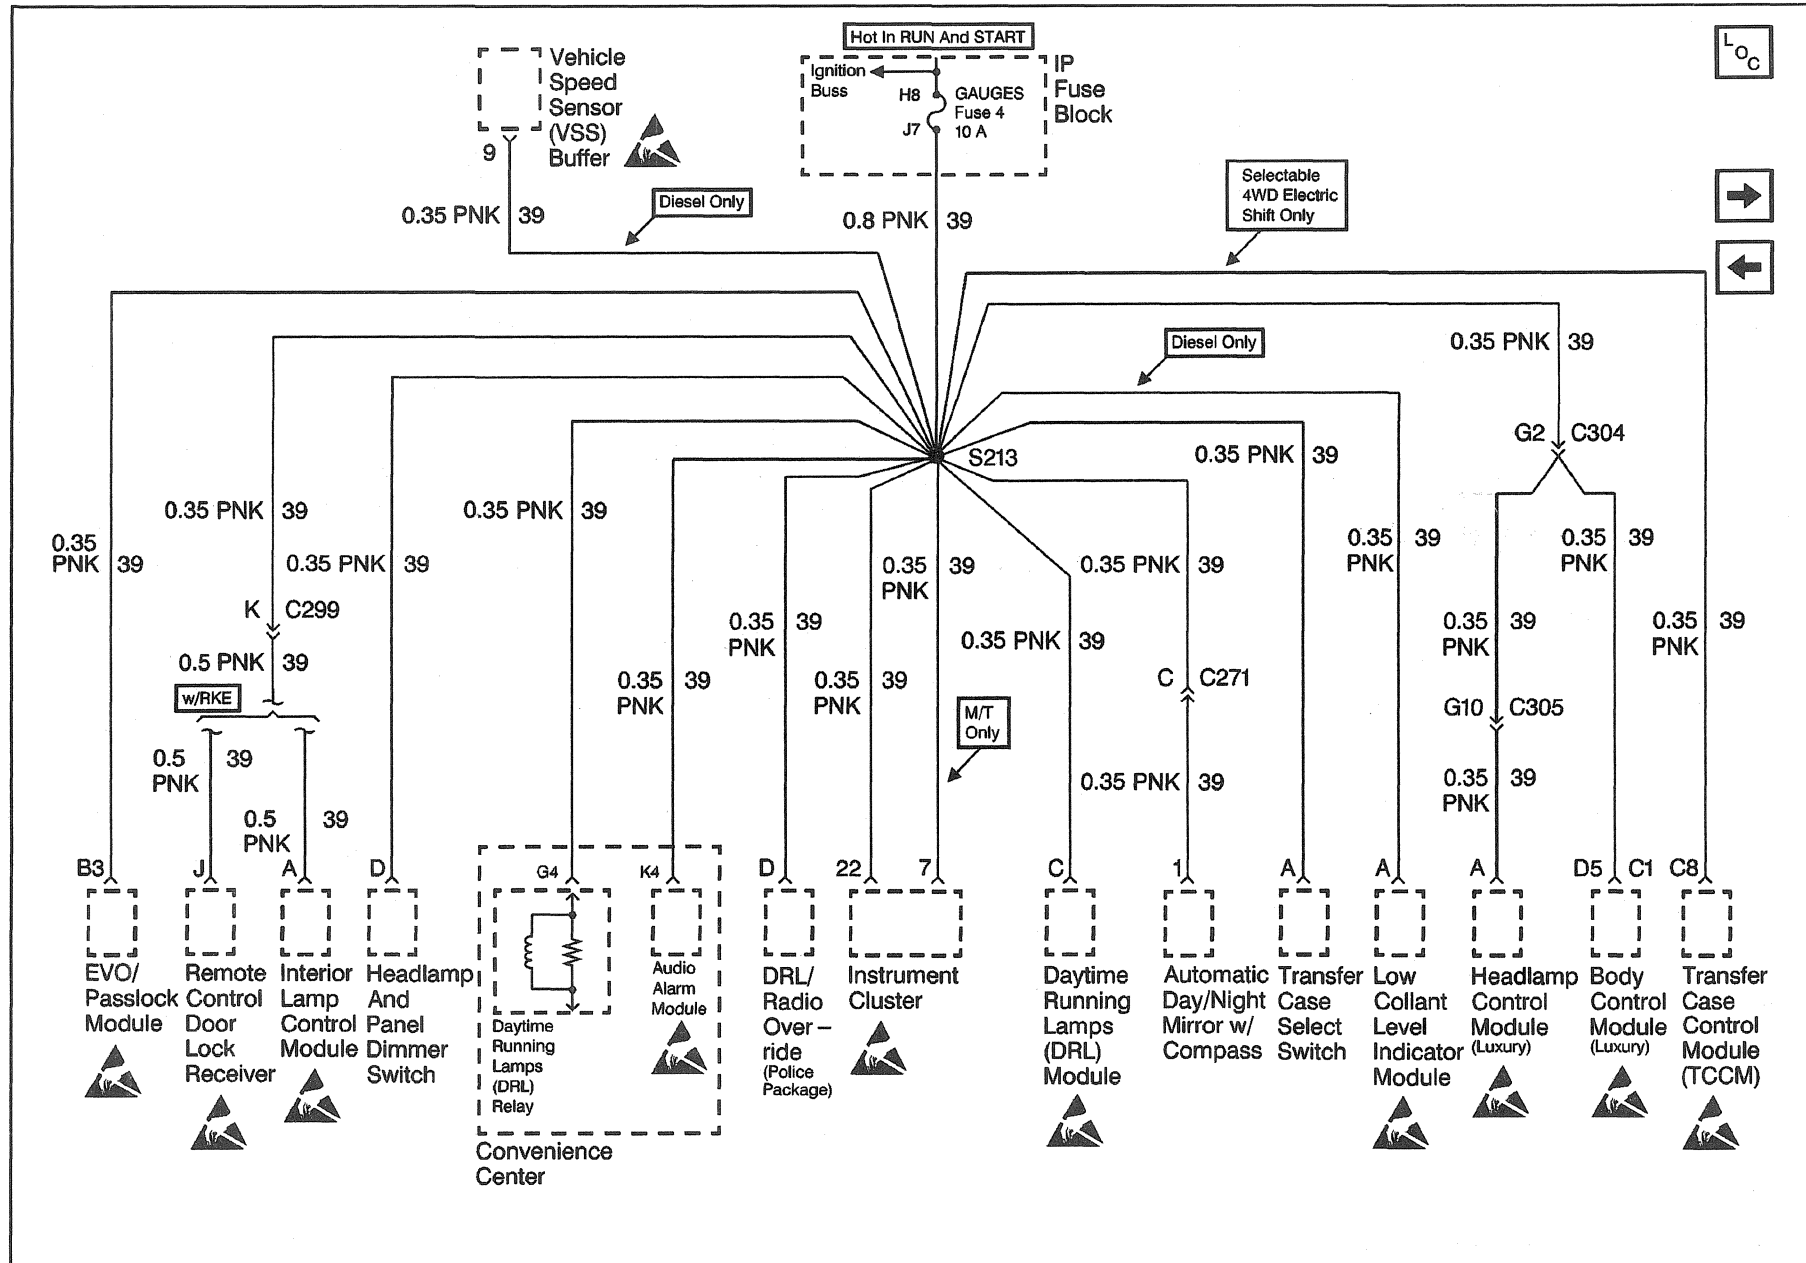 Hot In RUN And START
L
O
C
Vehicle
Speed
Sensor
(VSS)
Buffer
9
Ignition
Buss
H8
J7
GAUGES
Fuse 4
10 A
IP
Fuse
Block
Selectable
4WD Electric
Shift Only
0.35 PNK 39
Diesel Only
0.8 PNK 39
Diesel Only
0.35 PNK 39
G2 C304
S213
0.35 PNK 39
0.35 PNK 39
0.35 PNK 39
0.35
PNK 39
0.35 PNK 39
0.35
PNK
39
0.35 PNK 39
0.35
PNK
39
0.35
PNK
39
K C299
0.5 PNK 39
w/RKE
0.35
PNK
39
0.35 PNK 39
0.35
PNK
39
0.35
PNK
39
0.35
PNK
39
0.35
PNK
39
C C271
G10 C305
M/T
Only
0.5
PNK
39
0.5
PNK
39
0.35 PNK 39
0.35
PNK
39
B3
J
A
D
G4
K4
D
22
7
C
1
A
A
A
D5
C1
C8
EVO/
Passlock
Module
Remote
Control
Door
Lock
Receiver
Interior
Lamp
Control
Module
Headlamp
And
Panel
Dimmer
Switch
Daytime
Running
Lamps
(DRL)
Relay
Audio
Alarm
Module
Convenience
Center
DRL/
Radio
Over –
ride
(Police
Package)
Instrument
Cluster
Daytime
Running
Lamps
(DRL)
Module
Automatic
Day/Night
Mirror w/
Compass
Transfer
Case
Select
Switch
Low
Collant
Level
Indicator
Module
Headlamp
Control
Module
(Luxury)
Body
Control
Module
(Luxury)
Transfer
Case
Control
Module
(TCCM)